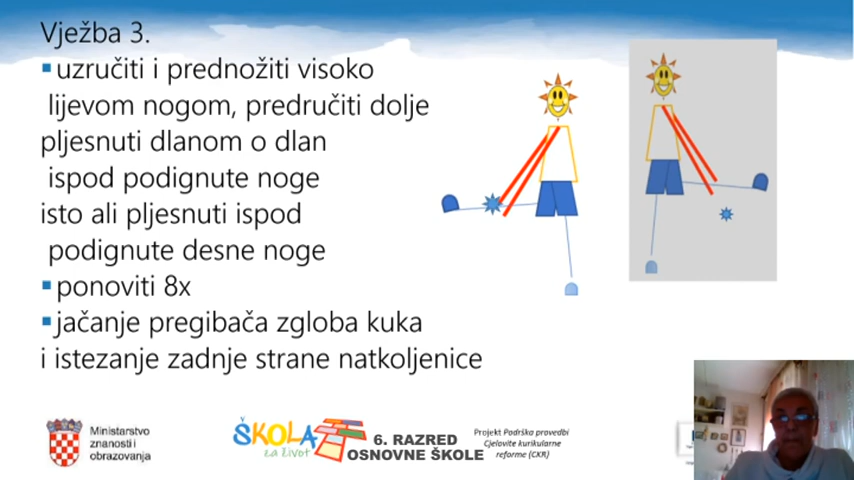 Vježba 3.
▪uzručiti i prednožiti visoko
lijevom nogom, predručiti dolje
pljesnuti dlanom o dlan
ispod podignute noge
isto ali pljesnuti ispod
podignute desne noge
▪ponoviti 8x
▪jačanje pregibača zgloba kuka
i istezanje zadnje strane natkoljenice
Ministarstvo
znanosti i
obrazovanja
ŠKOLA
za život
6. RAZRED
OSNOVNE ŠKOLE
Projekt Podrška provedbi
Cjelovite kurikularne
reforme (CKR)